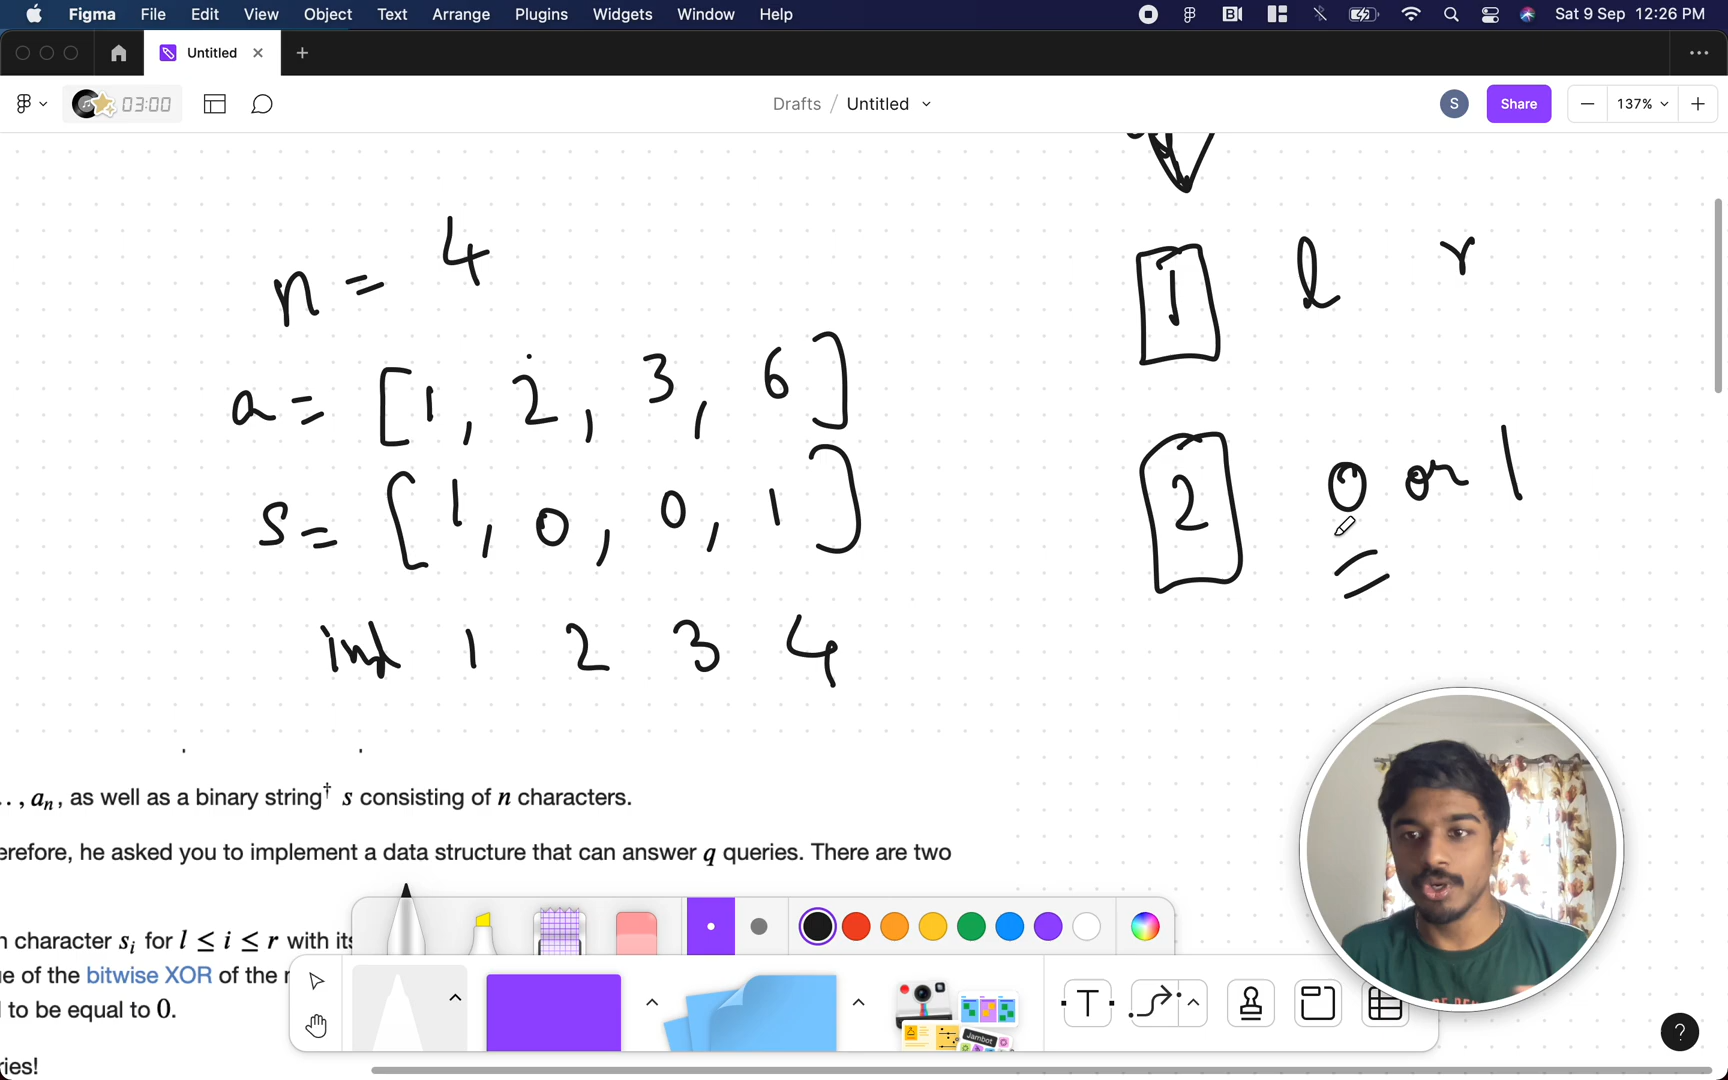 Figma File Edit View Object Text Arrange Plugins Widgets Window Help Sat 9 Sep 12:26 PM
Untitled
03:00 Drafts / Untitled S Share 137%
n = 4
1 l r
a = [1, 2, 3, 6]
2 0 or 1
s = [1, 0, 0, 1]
ind 1 2 3 4
.. , aₙ, as well as a binary string† s consisting of n characters.
erefore, he asked you to implement a data structure that can answer q queries. There are two
n character sᵢ for l ≤ i ≤ r with its
ue of the bitwise XOR of the
l to be equal to 0.
ries!
T
Jambot
?